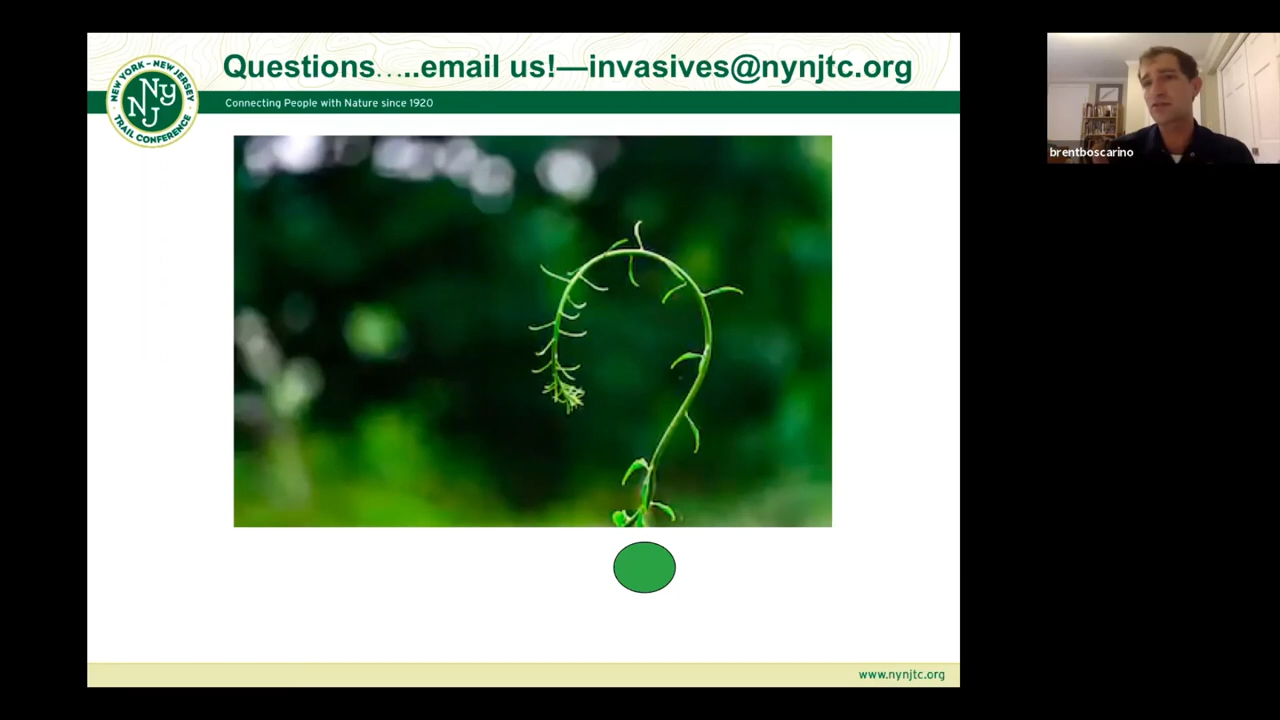 Questions…..email us!—invasives@nynjtc.org
NEW YORK - NEW JERSEY
NY
NJ
TRAIL CONFERENCE
Connecting People with Nature since 1920
brentboscarino
www.nynjtc.org